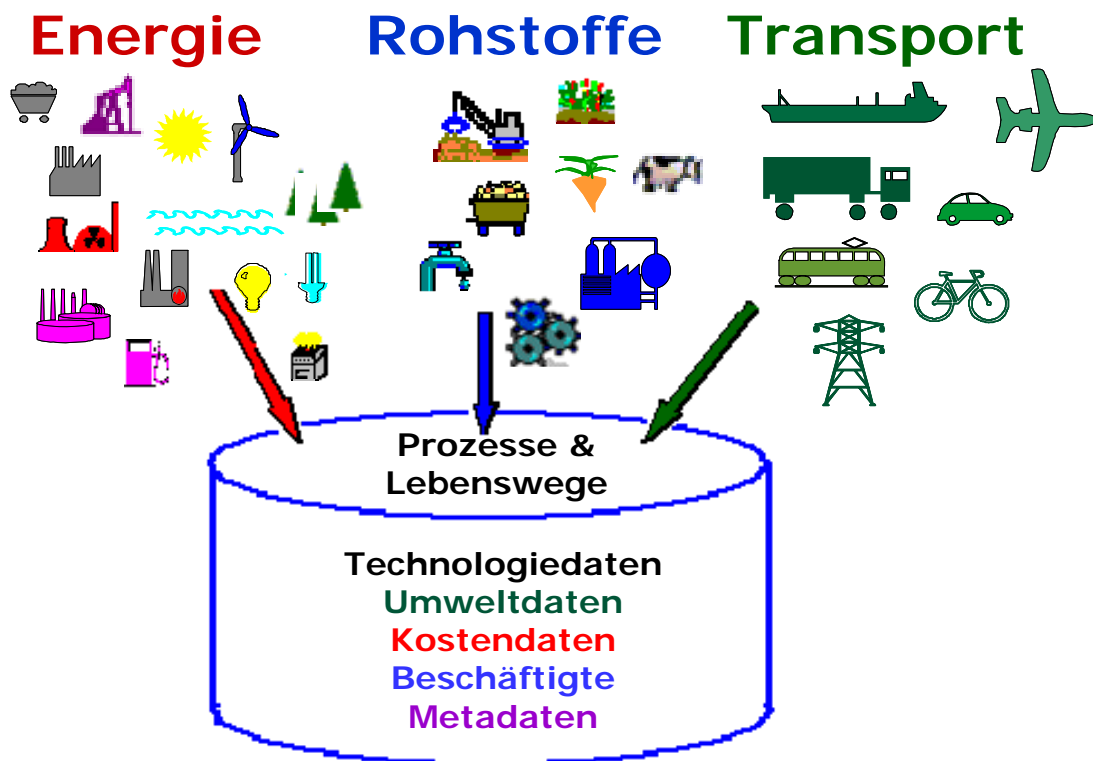 Energie Rohstoffe Transport
Prozesse &
Lebenswege
Technologiedaten
Umweltdaten
Kostendaten
Beschäftigte
Metadaten